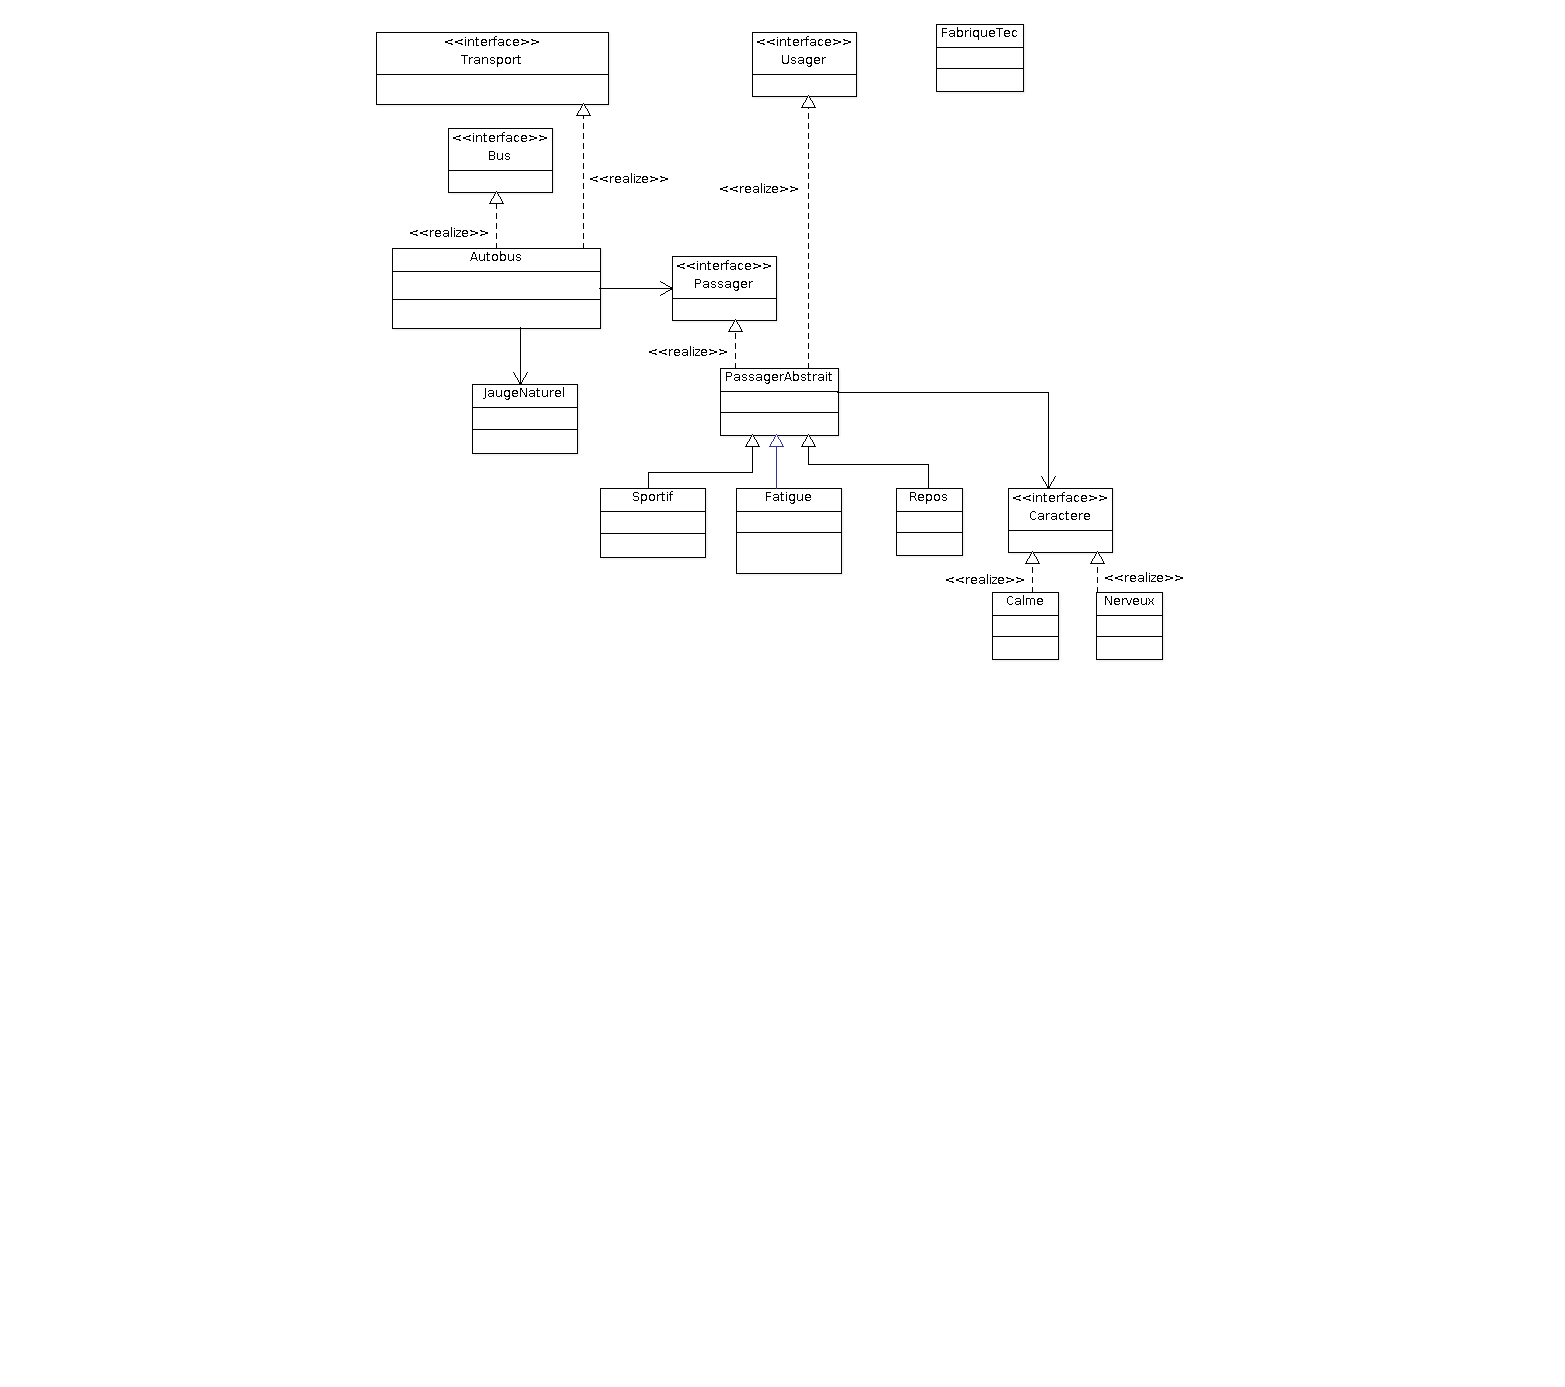 <<interface>>
Transport
<<interface>>
Usager
FabriqueTec
<<interface>>
Bus
<<realize>>
<<realize>>
<<realize>>
Autobus
<<interface>>
Passager
<<realize>>
PassagerAbstrait
JaugeNaturel
Sportif
Fatigue
Repos
<<interface>>
Caractere
<<realize>>
<<realize>>
Calme
Nerveux